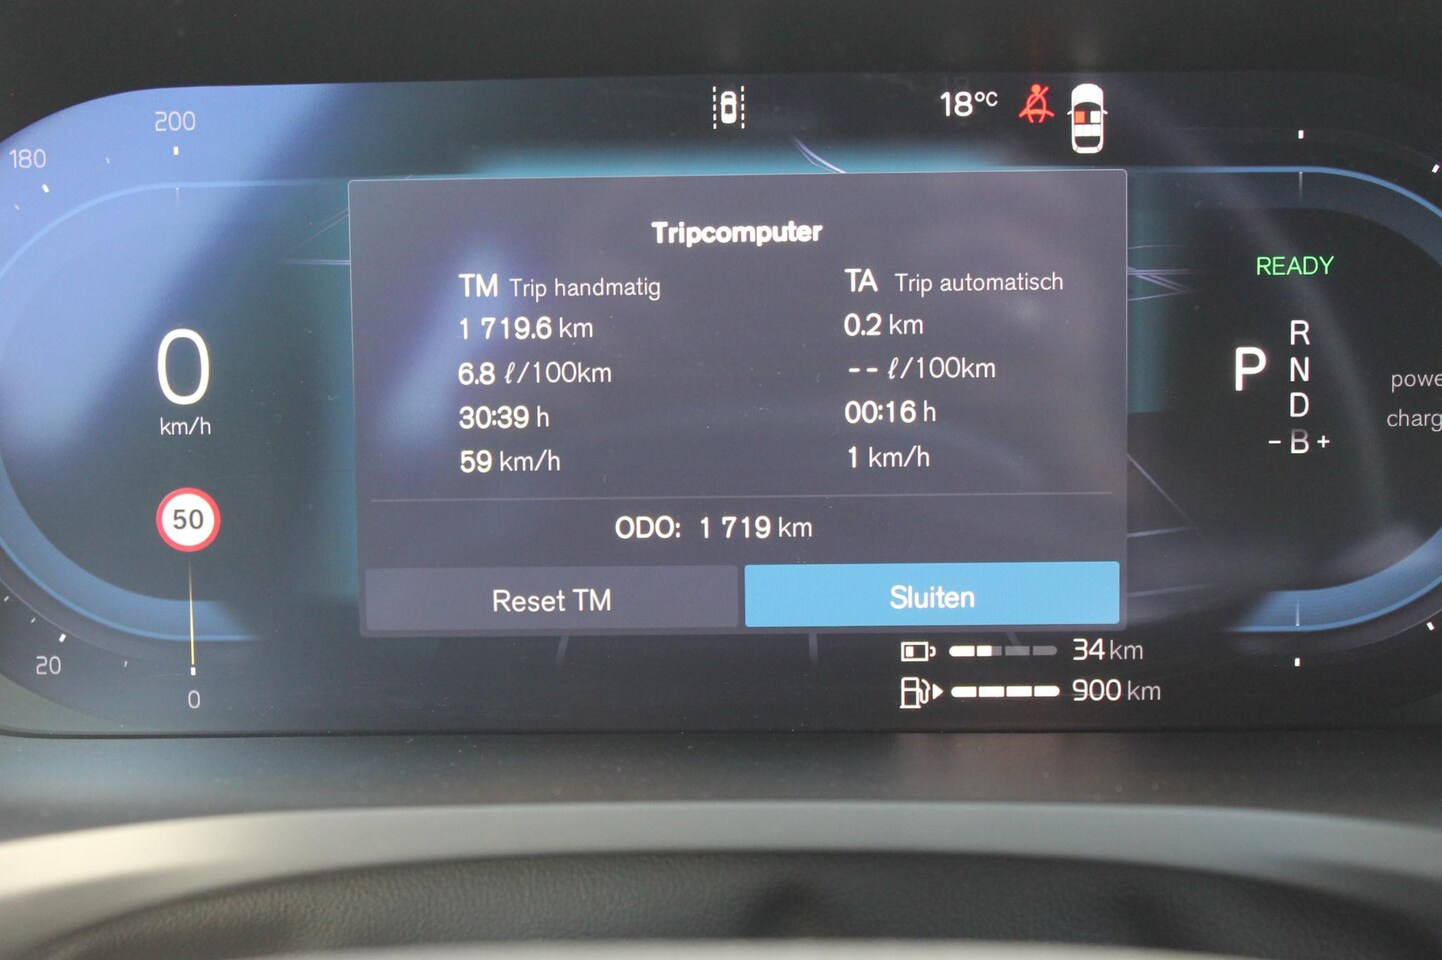 200
180
18°C
Tripcomputer
TM Trip handmatig
1 719.6 km
6.8 ℓ/100km
30:39 h
59 km/h
TA Trip automatisch
0.2 km
-- ℓ/100km
00:16 h
1 km/h
ODO: 1 719 km
Reset TM
Sluiten
0
km/h
50
20
0
READY
P
R
N
D
- B +
34 km
900 km